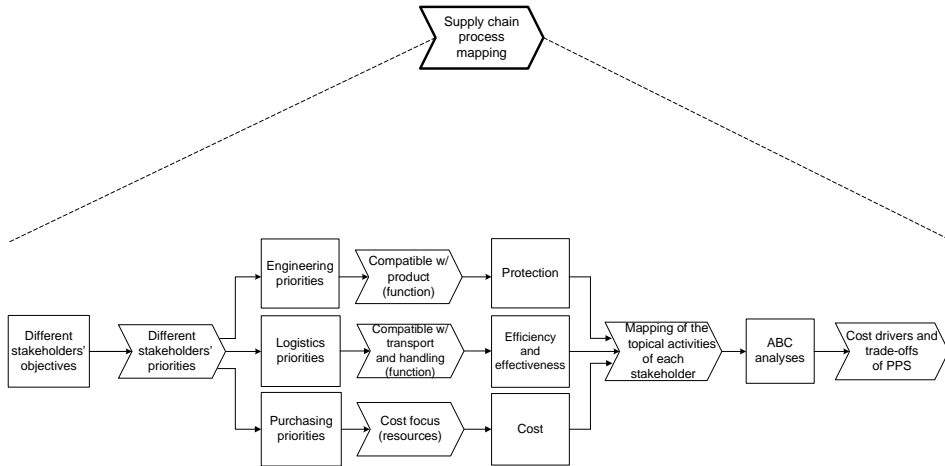 Supply chain
process
mapping
Engineering
priorities
Compatible w/
product
(function)
Protection
Different
stakeholders'
objectives
Different
stakeholders'
priorities
Logistics
priorities
Compatible w/
transport
and handling
(function)
Efficiency
and
effectiveness
Mapping of the
topical activities
of each
stakeholder
ABC
analyses
Cost drivers and
trade-offs
of PPS
Purchasing
priorities
Cost focus
(resources)
Cost